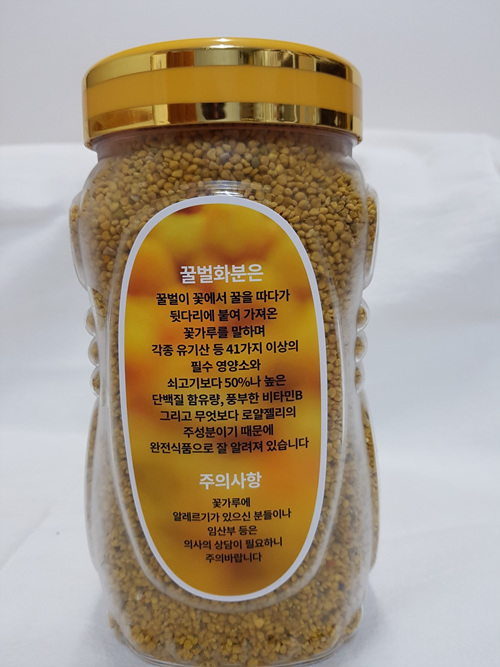 꿀벌화분은
꿀벌이 꽃에서 꿀을 따다가
뒷다리에 붙여 가져온
꽃가루를 말하며
각종 유기산 등 41가지 이상의
필수 영양소와
쇠고기보다 50%나 높은
단백질 함유량, 풍부한 비타민B
그리고 무엇보다 로얄젤리의
주성분이기 때문에
완전식품으로 잘 알려져 있습니다
주의사항
꽃가루에
알레르기가 있으신 분들이나
임산부 등은
의사의 상담이 필요하니
주의바랍니다